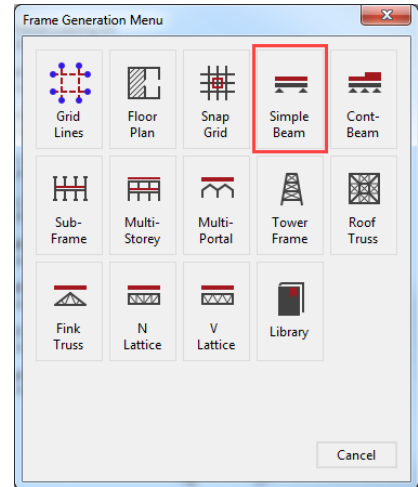 Frame Generation Menu
Grid
Lines
Floor
Plan
Snap
Grid
Simple
Beam
Cont-
Beam
Sub-
Frame
Multi-
Storey
Multi-
Portal
Tower
Frame
Roof
Truss
Fink
Truss
N
Lattice
V
Lattice
Library
Cancel